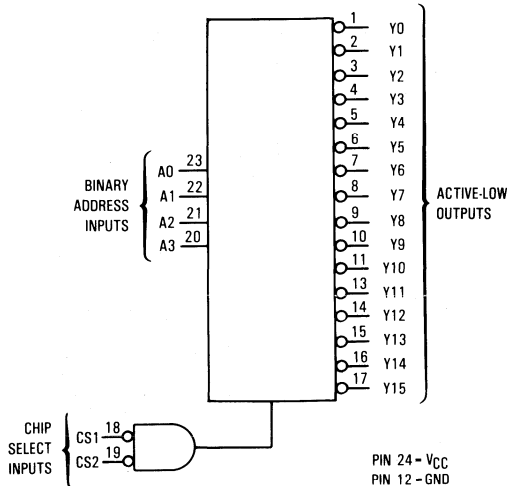 1 Y0
2 Y1
3 Y2
4 Y3
5 Y4
6 Y5
7 Y6
8 Y7
9 Y8
10 Y9
11 Y10
13 Y11
14 Y12
15 Y13
16 Y14
17 Y15
BINARY
ADDRESS
INPUTS
A0 23
A1 22
A2 21
A3 20
ACTIVE-LOW
OUTPUTS
CHIP
SELECT
INPUTS
CS1 18
CS2 19
PIN 24 – VCC
PIN 12 – GND